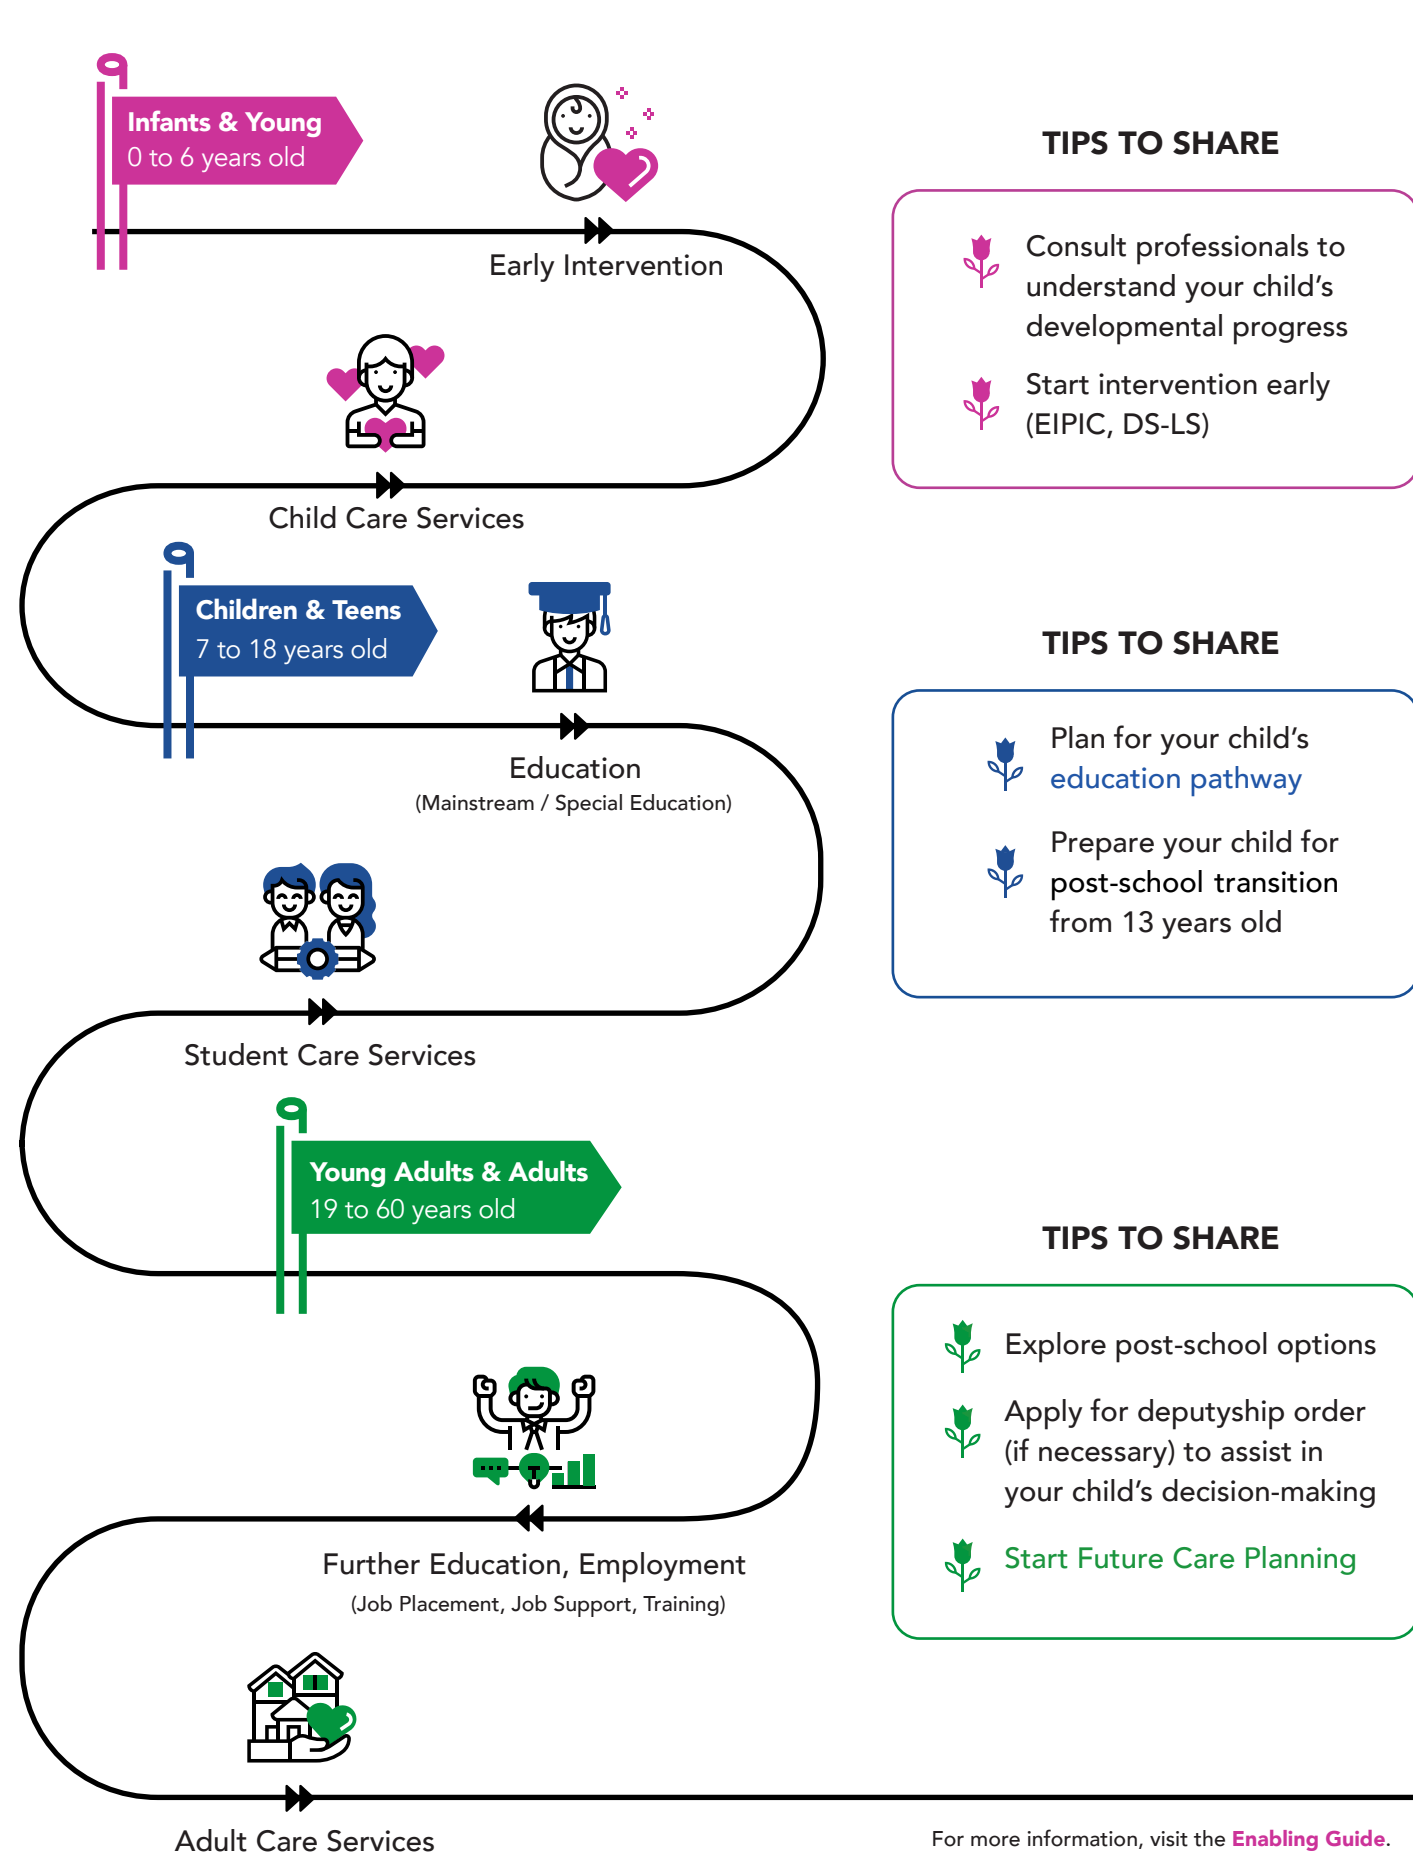 Infants & Young
0 to 6 years old
Early Intervention
TIPS TO SHARE
Consult professionals to
understand your child's
developmental progress
Start intervention early
(EIPIC, DS-LS)
Child Care Services
Children & Teens
7 to 18 years old
Education
(Mainstream / Special Education)
TIPS TO SHARE
Plan for your child's
education pathway
Prepare your child for
post-school transition
from 13 years old
Student Care Services
Young Adults & Adults
19 to 60 years old
TIPS TO SHARE
Explore post-school options
Apply for deputyship order
(if necessary) to assist in
your child's decision-making
Start Future Care Planning
Further Education, Employment
(Job Placement, Job Support, Training)
Adult Care Services
For more information, visit the Enabling Guide.